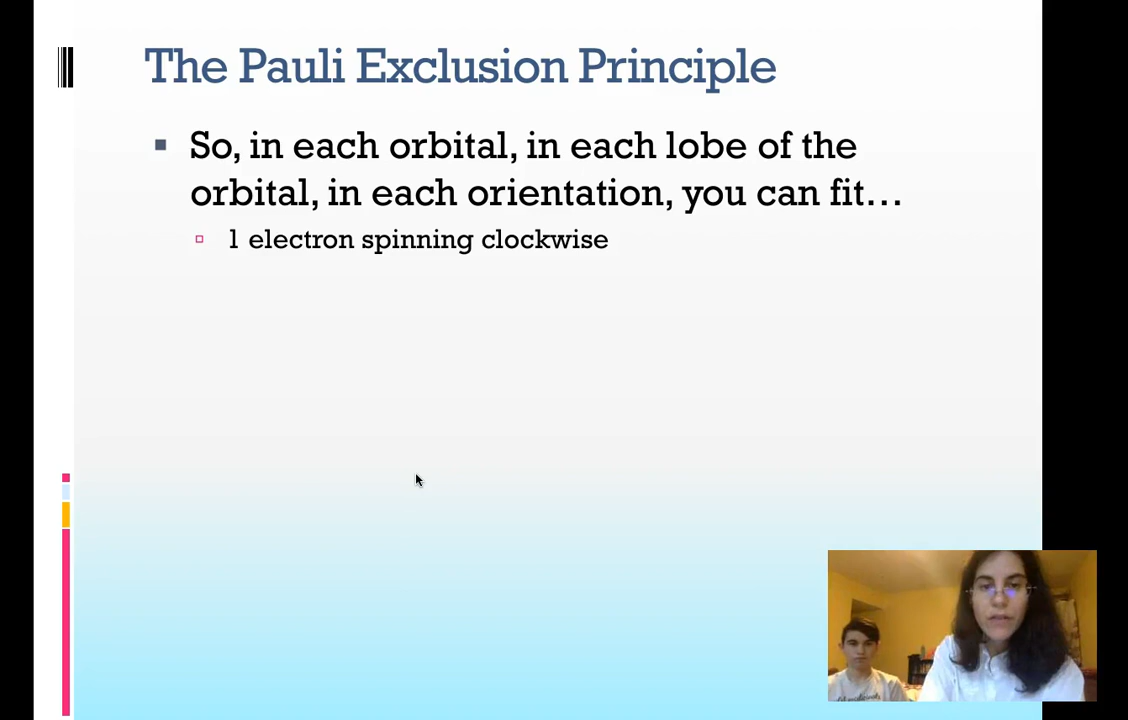 The Pauli Exclusion Principle
So, in each orbital, in each lobe of the
orbital, in each orientation, you can fit…
1 electron spinning clockwise